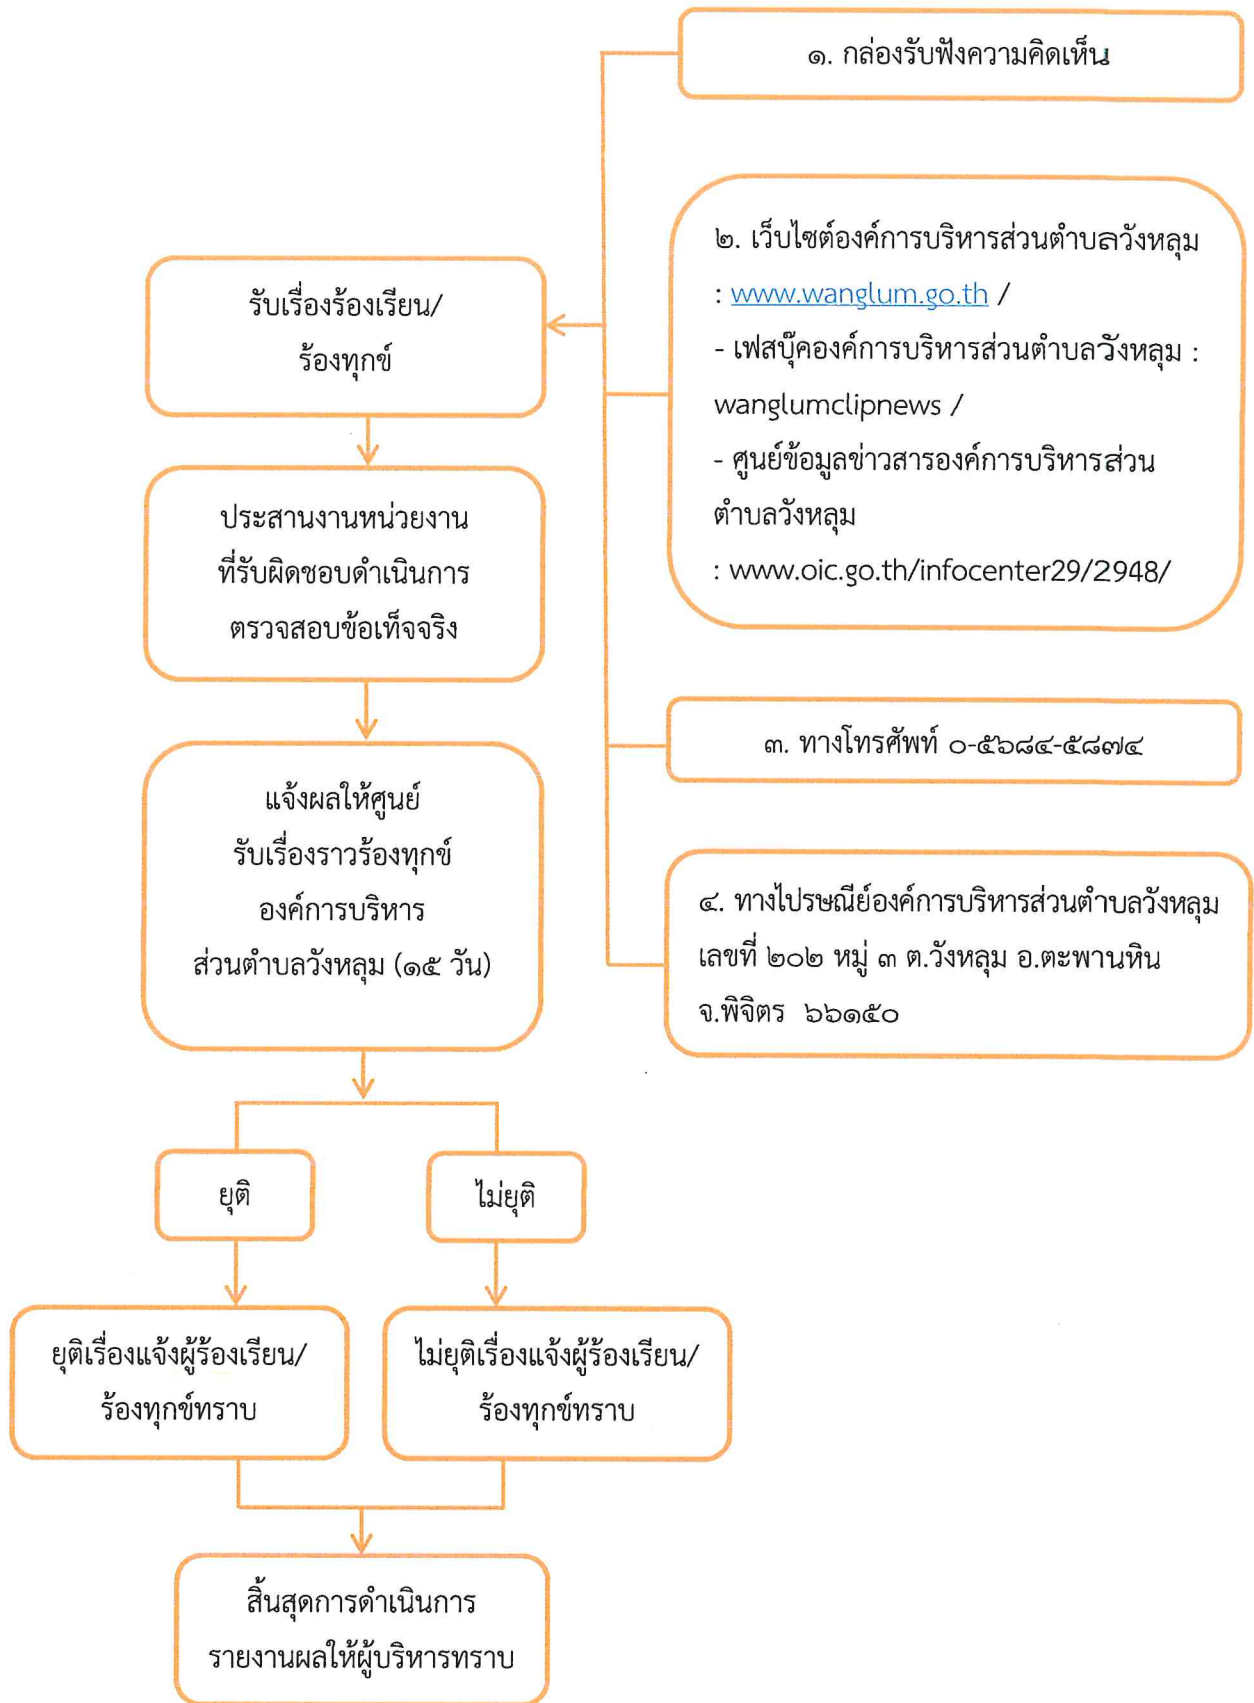 ๑. กล่องรับฟังความคิดเห็น
๒. เว็บไซต์องค์การบริหารส่วนตำบลวังหลุม
: www.wanglum.go.th /
- เฟสบุ๊คองค์การบริหารส่วนตำบลวังหลุม :
wanglumclipnews /
- ศูนย์ข้อมูลข่าวสารองค์การบริหารส่วน
ตำบลวังหลุม
: www.oic.go.th/infocenter29/2948/
๓. ทางโทรศัพท์ ๐-๕๖๘๔-๕๘๗๔
๔. ทางไปรษณีย์องค์การบริหารส่วนตำบลวังหลุม
เลขที่ ๒๐๒ หมู่ ๓ ต.วังหลุม อ.ตะพานหิน
จ.พิจิตร ๖๖๑๕๐
รับเรื่องร้องเรียน/
ร้องทุกข์
ประสานงานหน่วยงาน
ที่รับผิดชอบดำเนินการ
ตรวจสอบข้อเท็จจริง
แจ้งผลให้ศูนย์
รับเรื่องราวร้องทุกข์
องค์การบริหาร
ส่วนตำบลวังหลุม (๑๕ วัน)
ยุติ
ไม่ยุติ
ยุติเรื่องแจ้งผู้ร้องเรียน/
ร้องทุกข์ทราบ
ไม่ยุติเรื่องแจ้งผู้ร้องเรียน/
ร้องทุกข์ทราบ
สิ้นสุดการดำเนินการ
รายงานผลให้ผู้บริหารทราบ